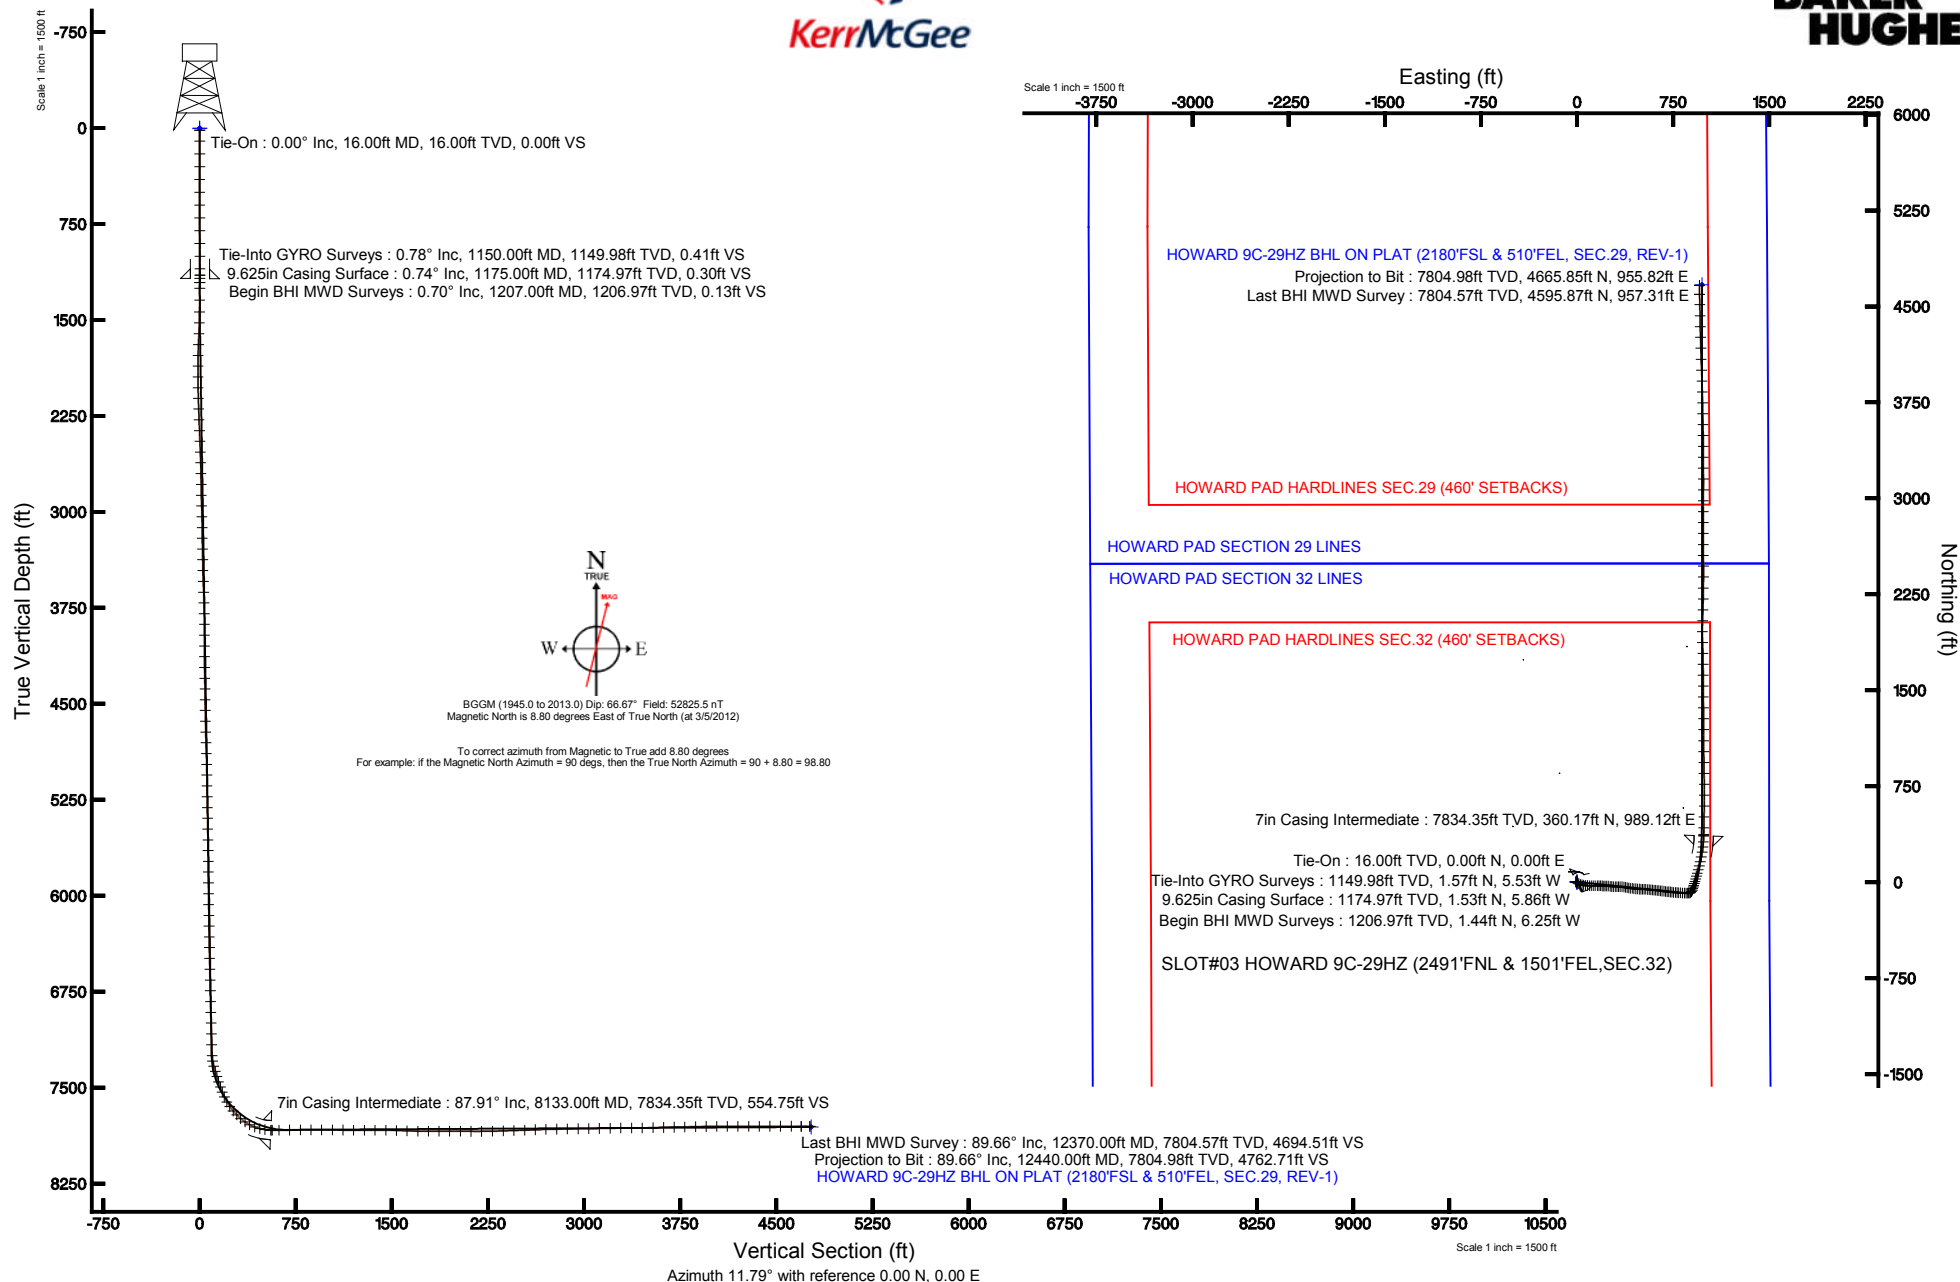 KerrMcGee
BAKER
HUGHE
Scale 1 inch = 1500 ft
True Vertical Depth (ft)
-750
0
750
1500
2250
3000
3750
4500
5250
6000
6750
7500
8250
Tie-On : 0.00° Inc, 16.00ft MD, 16.00ft TVD, 0.00ft VS
Tie-Into GYRO Surveys : 0.78° Inc, 1150.00ft MD, 1149.98ft TVD, 0.41ft VS
9.625in Casing Surface : 0.74° Inc, 1175.00ft MD, 1174.97ft TVD, 0.30ft VS
Begin BHI MWD Surveys : 0.70° Inc, 1207.00ft MD, 1206.97ft TVD, 0.13ft VS
N
TRUE
MAG
W
E
BGGM (1945.0 to 2013.0) Dip: 66.67° Field: 52825.5 nT
Magnetic North is 8.80 degrees East of True North (at 3/5/2012)
To correct azimuth from Magnetic to True add 8.80 degrees
For example: if the Magnetic North Azimuth = 90 degs, then the True North Azimuth = 90 + 8.80 = 98.80
7in Casing Intermediate : 87.91° Inc, 8133.00ft MD, 7834.35ft TVD, 554.75ft VS
Last BHI MWD Survey : 89.66° Inc, 12370.00ft MD, 7804.57ft TVD, 4694.51ft VS
Projection to Bit : 89.66° Inc, 12440.00ft MD, 7804.98ft TVD, 4762.71ft VS
HOWARD 9C-29HZ BHL ON PLAT (2180'FSL & 510'FEL, SEC.29, REV-1)
-750 0 750 1500 2250 3000 3750 4500 5250 6000 6750 7500 8250 9000 9750 10500
Vertical Section (ft)
Scale 1 inch = 1500 ft
Azimuth 11.79° with reference 0.00 N, 0.00 E
Easting (ft)
Scale 1 inch = 1500 ft
-3750 -3000 -2250 -1500 -750 0 750 1500 2250
6000
5250
4500
3750
3000
2250
1500
750
0
-750
-1500
Northing (ft)
HOWARD 9C-29HZ BHL ON PLAT (2180'FSL & 510'FEL, SEC.29, REV-1)
Projection to Bit : 7804.98ft TVD, 4665.85ft N, 955.82ft E
Last BHI MWD Survey : 7804.57ft TVD, 4595.87ft N, 957.31ft E
HOWARD PAD HARDLINES SEC.29 (460' SETBACKS)
HOWARD PAD SECTION 29 LINES
HOWARD PAD SECTION 32 LINES
HOWARD PAD HARDLINES SEC.32 (460' SETBACKS)
7in Casing Intermediate : 7834.35ft TVD, 360.17ft N, 989.12ft E
Tie-On : 16.00ft TVD, 0.00ft N, 0.00ft E
Tie-Into GYRO Surveys : 1149.98ft TVD, 1.57ft N, 5.53ft W
9.625in Casing Surface : 1174.97ft TVD, 1.53ft N, 5.86ft W
Begin BHI MWD Surveys : 1206.97ft TVD, 1.44ft N, 6.25ft W
SLOT#03 HOWARD 9C-29HZ (2491'FNL & 1501'FEL,SEC.32)